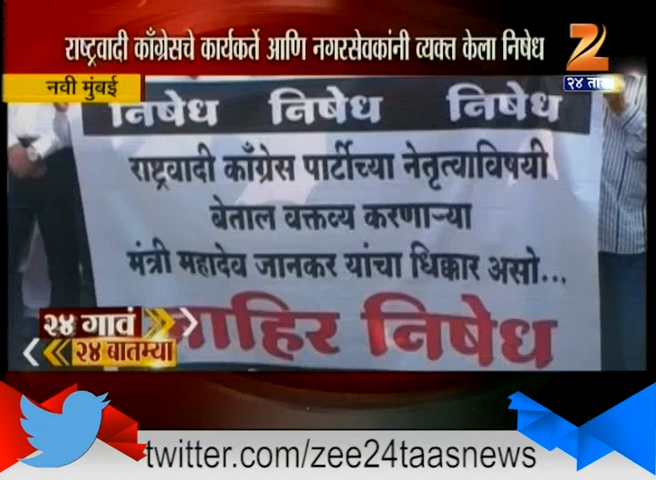 राष्ट्रवादी काँग्रेसचे कार्यकर्ते आणि नगरसेवकांनी व्यक्त केला निषेध
२४ तास
नवी मुंबई
निषेध निषेध निषेध
राष्ट्रवादी काँग्रेस पार्टीच्या नेतृत्वाविषयी
बेताल वक्तव्य करणाऱ्या
मंत्री महादेव जानकर यांचा धिक्कार असो...
जाहिर निषेध
२४ गावं
२४ बातम्या
twitter.com/zee24taasnews